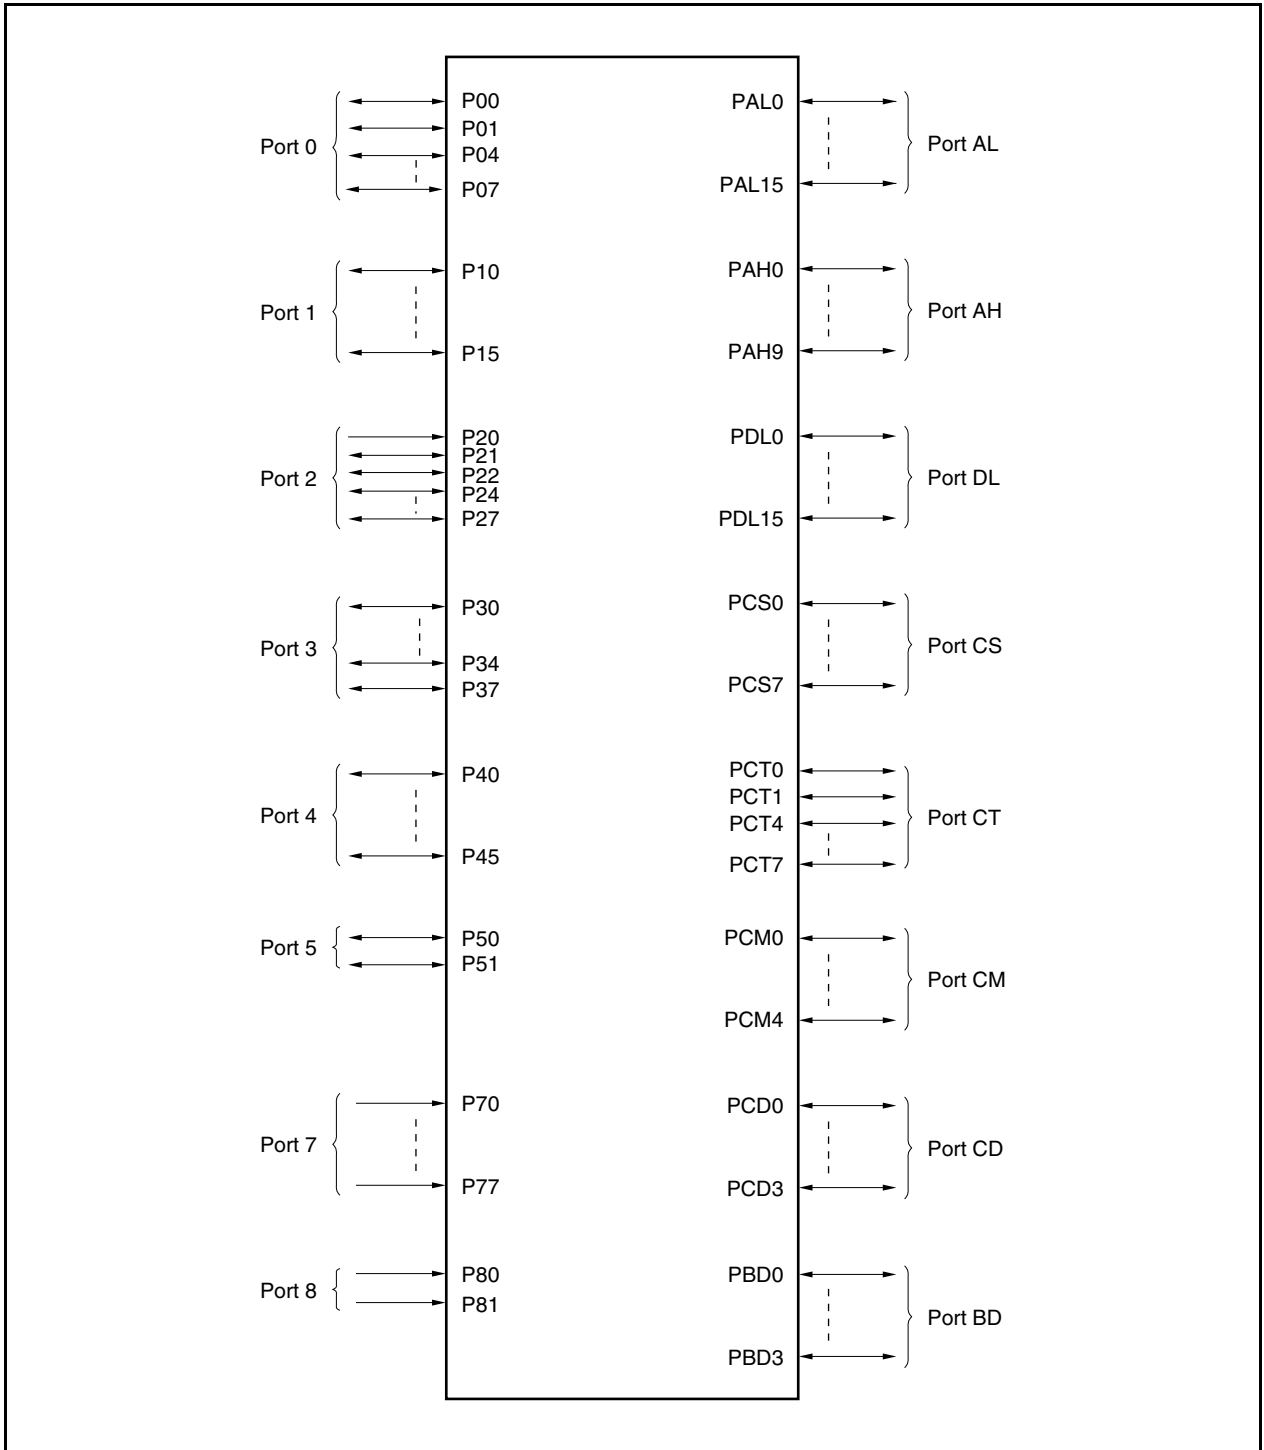 Port 0
P00
P01
P04
P07
Port 1
P10
P15
Port 2
P20
P21
P22
P24
P27
Port 3
P30
P34
P37
Port 4
P40
P45
Port 5
P50
P51
Port 7
P70
P77
Port 8
P80
P81
PAL0
PAL15
Port AL
PAH0
PAH9
Port AH
PDL0
PDL15
Port DL
PCS0
PCS7
Port CS
PCT0
PCT1
PCT4
PCT7
Port CT
PCM0
PCM4
Port CM
PCD0
PCD3
Port CD
PBD0
PBD3
Port BD